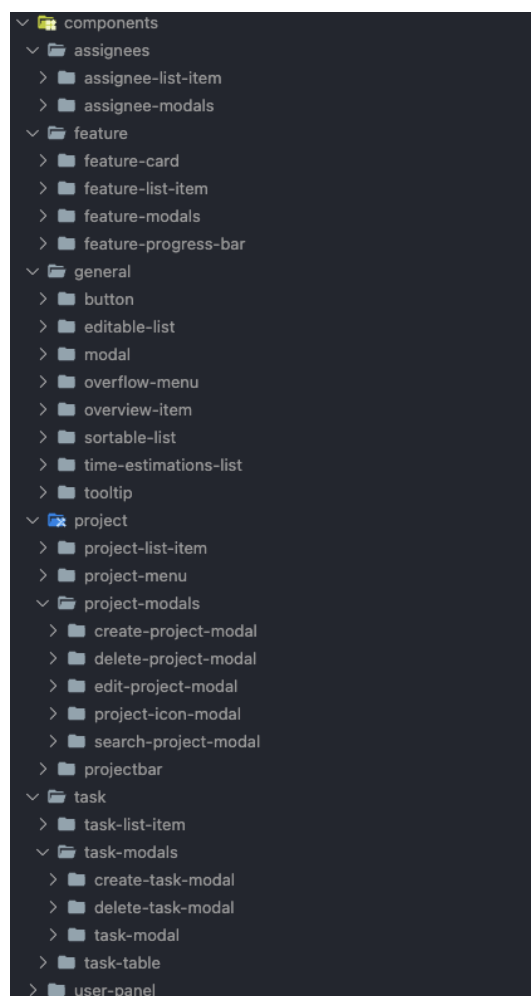 components
assignees
assignee-list-item
assignee-modals
feature
feature-card
feature-list-item
feature-modals
feature-progress-bar
general
button
editable-list
modal
overflow-menu
overview-item
sortable-list
time-estimations-list
tooltip
project
project-list-item
project-menu
project-modals
create-project-modal
delete-project-modal
edit-project-modal
project-icon-modal
search-project-modal
projectbar
task
task-list-item
task-modals
create-task-modal
delete-task-modal
task-modal
task-table
user-panel